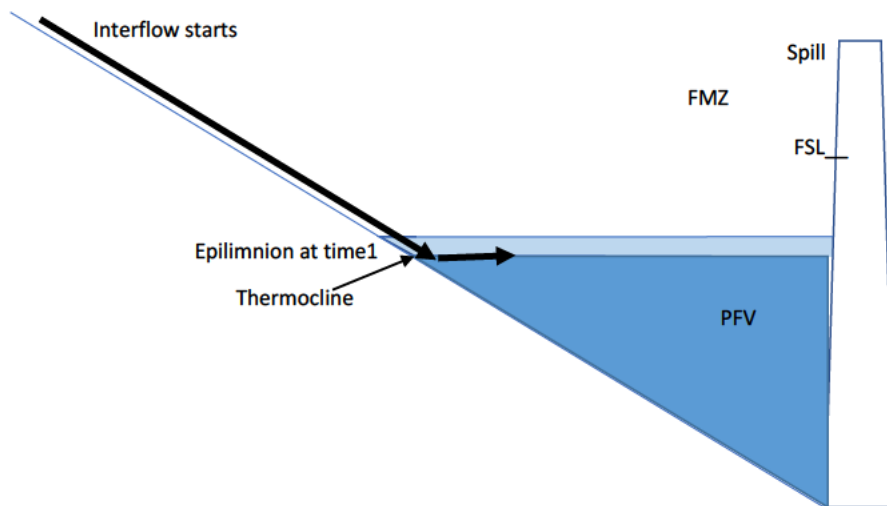 Interflow starts
Spill
FMZ
FSL
Epilimnion at time1
Thermocline
PFV